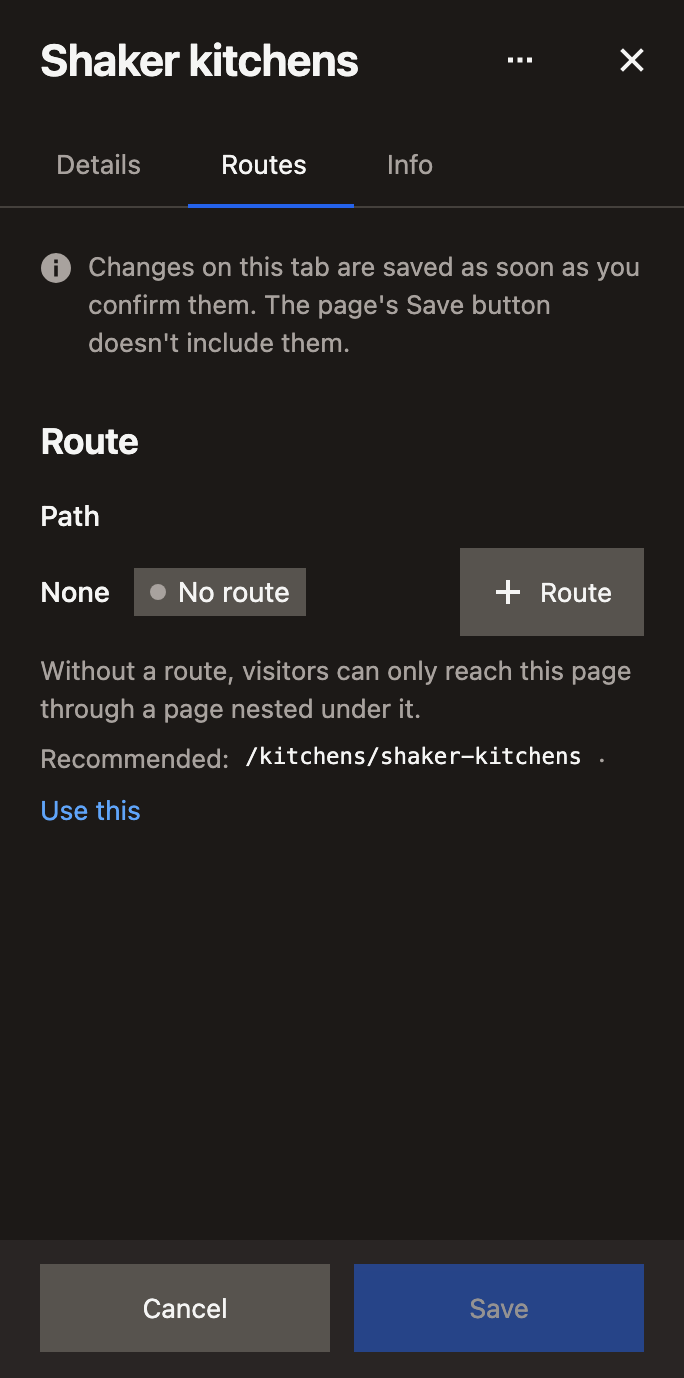 Shaker kitchens
Details Routes Info
Changes on this tab are saved as soon as you
confirm them. The page's Save button
doesn't include them.
Route
Path
None No route + Route
Without a route, visitors can only reach this page
through a page nested under it.
Recommended: /kitchens/shaker-kitchens ·
Use this
Cancel Save